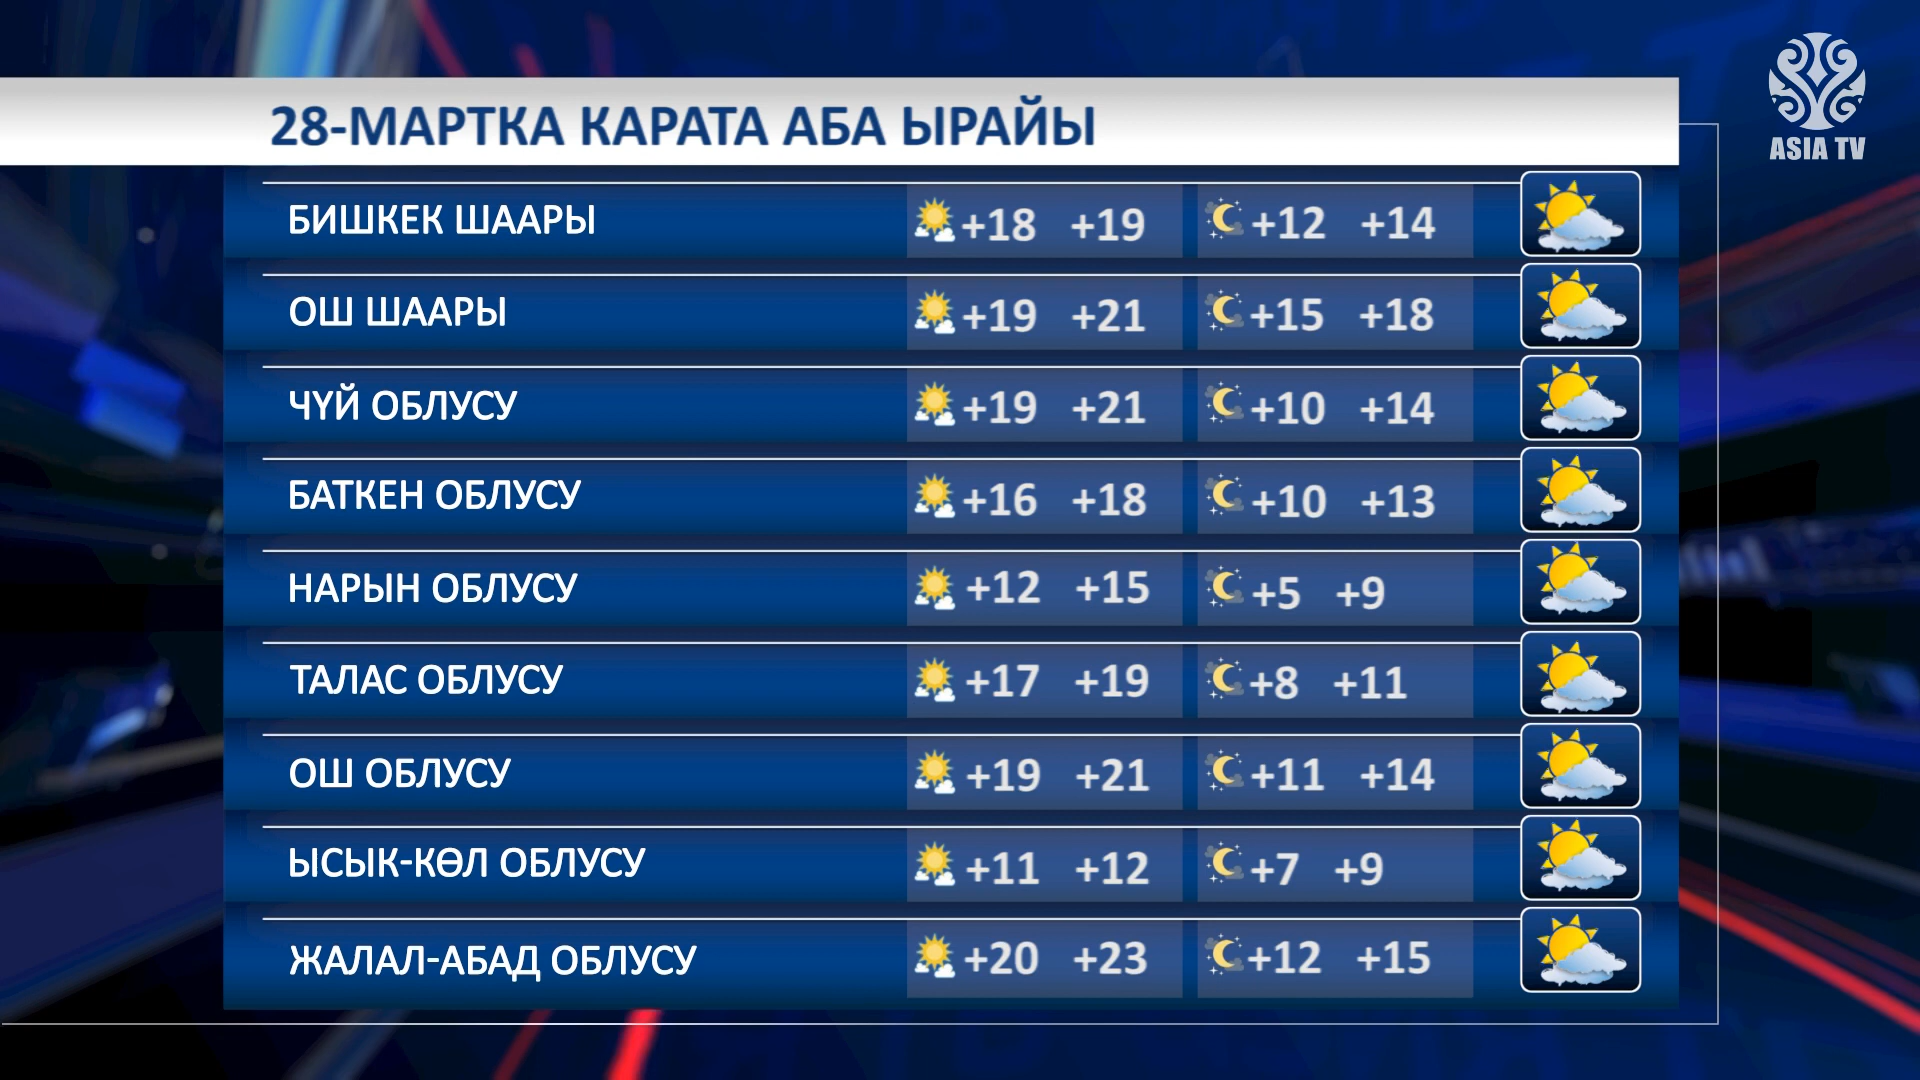 28-МАРТКА КАРАТА АБА ЫРАЙЫ
ASIA TV
БИШКЕК ШААРЫ +18 +19 +12 +14
ОШ ШААРЫ +19 +21 +15 +18
ЧҮЙ ОБЛУСУ +19 +21 +10 +14
БАТКЕН ОБЛУСУ +16 +18 +10 +13
НАРЫН ОБЛУСУ +12 +15 +5 +9
ТАЛАС ОБЛУСУ +17 +19 +8 +11
ОШ ОБЛУСУ +19 +21 +11 +14
ЫСЫК-КӨЛ ОБЛУСУ +11 +12 +7 +9
ЖАЛАЛ-АБАД ОБЛУСУ +20 +23 +12 +15